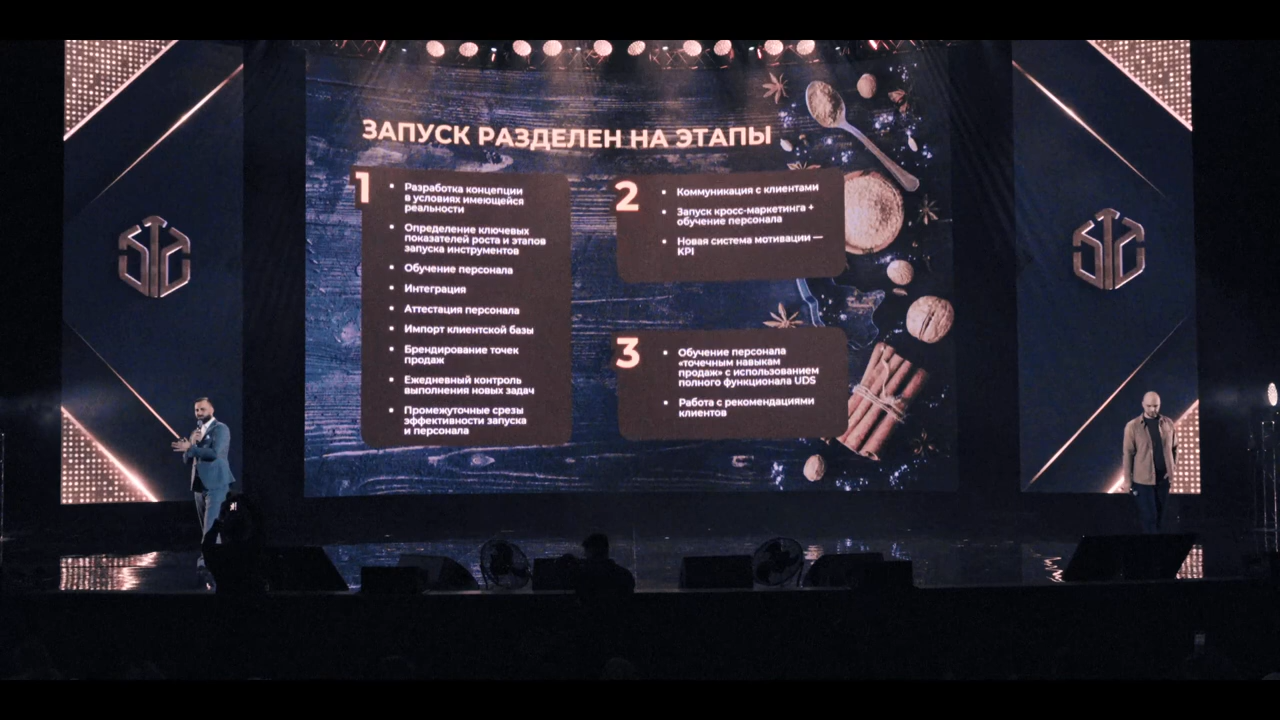 ЗАПУСК РАЗДЕЛЕН НА ЭТАПЫ
1
• Разработка концепции
в условиях имеющейся
реальности
• Определение ключевых
показателей роста и этапов
запуска инструментов
• Обучение персонала
• Интеграция
• Аттестация персонала
• Импорт клиентской базы
• Брендирование точек
продаж
• Ежедневный контроль
выполнения новых задач
• Промежуточные срезы
эффективности запуска
и персонала
2
• Коммуникация с клиентами
• Запуск кросс-маркетинга +
обучение персонала
• Новая система мотивации —
KPI
3
• Обучение персонала
«точечным навыкам
продаж» с использованием
полного функционала UDS
• Работа с рекомендациями
клиентов